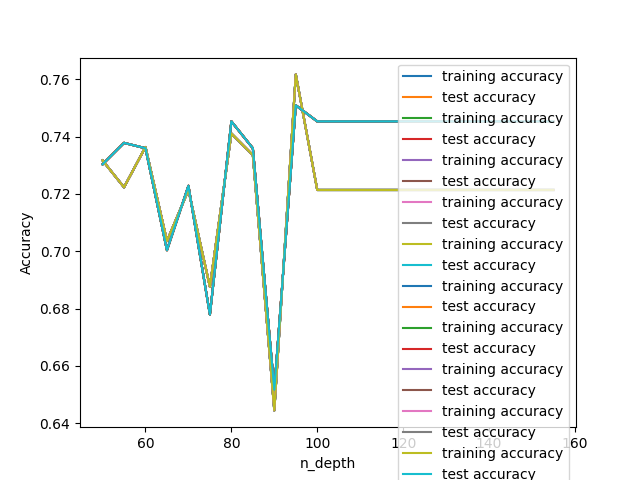 0.76
0.74
0.72
0.70
0.68
0.66
0.64
Accuracy
60
80
100
120
140
160
n_depth
training accuracy
test accuracy
training accuracy
test accuracy
training accuracy
test accuracy
training accuracy
test accuracy
training accuracy
test accuracy
training accuracy
test accuracy
training accuracy
test accuracy
training accuracy
test accuracy
training accuracy
test accuracy
training accuracy
test accuracy